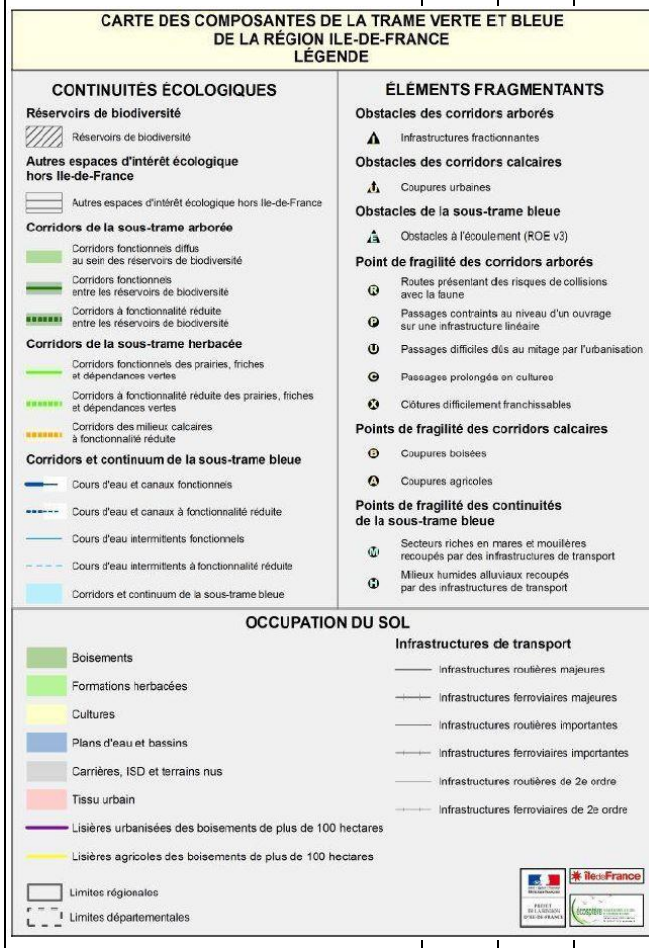 CARTE DES COMPOSANTES DE LA TRAME VERTE ET BLEUE
DE LA RÉGION ILE-DE-FRANCE
LÉGENDE
CONTINUITÉS ÉCOLOGIQUES
Réservoirs de biodiversité
Réservoirs de biodiversité
Autres espaces d'intérêt écologique
hors Ile-de-France
Autres espaces d'intérêt écologique hors Ile-de-France
Corridors de la sous-trame arborée
Corridors fonctionnels diffus
au sein des réservoirs de biodiversité
Corridors fonctionnels
entre les réservoirs de biodiversité
Corridors à fonctionnalité réduite
entre les réservoirs de biodiversité
Corridors de la sous-trame herbacée
Corridors fonctionnels des prairies, friches
et dépendances vertes
Corridors à fonctionnalité réduite des prairies, friches
et dépendances vertes
Corridors des milieux calcaires
à fonctionnalité réduite
Corridors et continuum de la sous-trame bleue
Cours d'eau et canaux fonctionnels
Cours d'eau et canaux à fonctionnalité réduite
Cours d'eau intermittents fonctionnels
Cours d'eau intermittents à fonctionnalité réduite
Corridors et continuum de la sous-trame bleue
ÉLÉMENTS FRAGMENTANTS
Obstacles des corridors arborés
Infrastructures fractionnantes
Obstacles des corridors calcaires
Coupures urbaines
Obstacles de la sous-trame bleue
Obstacles à l'écoulement (ROE v3)
Point de fragilité des corridors arborés
R Routes présentant des risques de collisions
avec la faune
P Passages contraints au niveau d'un ouvrage
sur une infrastructure linéaire
U Passages difficiles dûs au mitage par l'urbanisation
C Passages prolongés en cultures
X Clôtures difficilement franchissables
Points de fragilité des corridors calcaires
B Coupures boisées
A Coupures agricoles
Points de fragilité des continuités
de la sous-trame bleue
M Secteurs riches en mares et mouillères
recoupés par des infrastructures de transport
H Milieux humides alluviaux recoupés
par des infrastructures de transport
OCCUPATION DU SOL
Boisements
Formations herbacées
Cultures
Plans d'eau et bassins
Carrières, ISD et terrains nus
Tissu urbain
Lisières urbanisées des boisements de plus de 100 hectares
Lisières agricoles des boisements de plus de 100 hectares
Limites régionales
Limites départementales
Infrastructures de transport
Infrastructures routières majeures
Infrastructures ferroviaires majeures
Infrastructures routières importantes
Infrastructures ferroviaires importantes
Infrastructures routières de 2e ordre
Infrastructures ferroviaires de 2e ordre
PRÉFET
DE LA RÉGION
D'ILE-DE-FRANCE
îledeFrance
écosphère